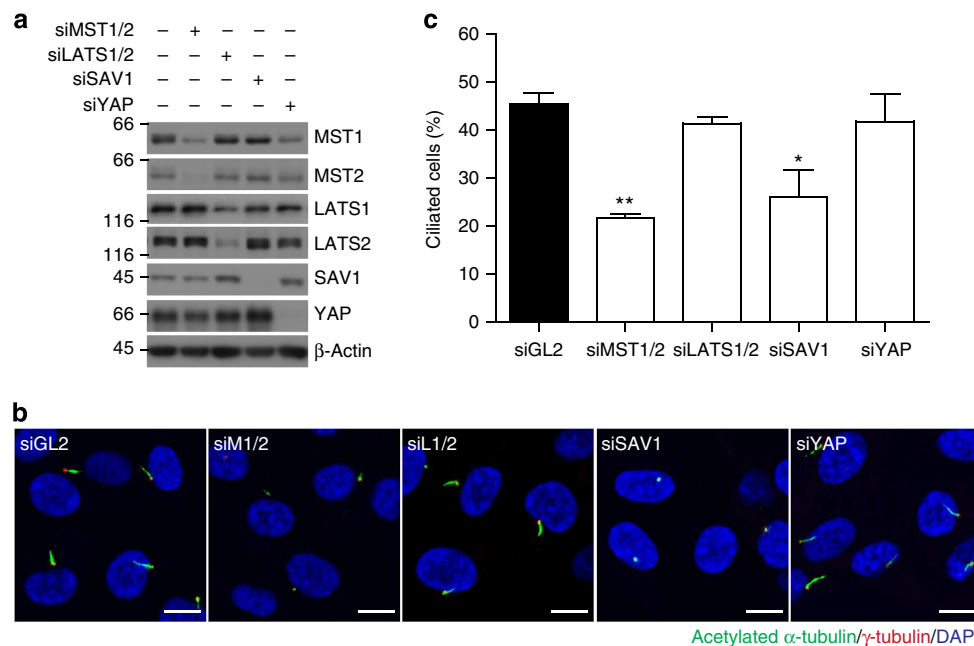 a
siMST1/2 – + – – –
siLATS1/2 – – + – –
siSAV1 – – – + –
siYAP – – – – +
66 MST1
66 MST2
LATS1
116
LATS2
116
45 SAV1
66 YAP
45 β-Actin
c
Ciliated cells (%)
60
50
40
30
20
10
0
**
*
siGL2 siMST1/2 siLATS1/2 siSAV1 siYAP
b
siGL2 siM1/2 siL1/2 siSAV1 siYAP
Acetylated α-tubulin/γ-tubulin/DAP